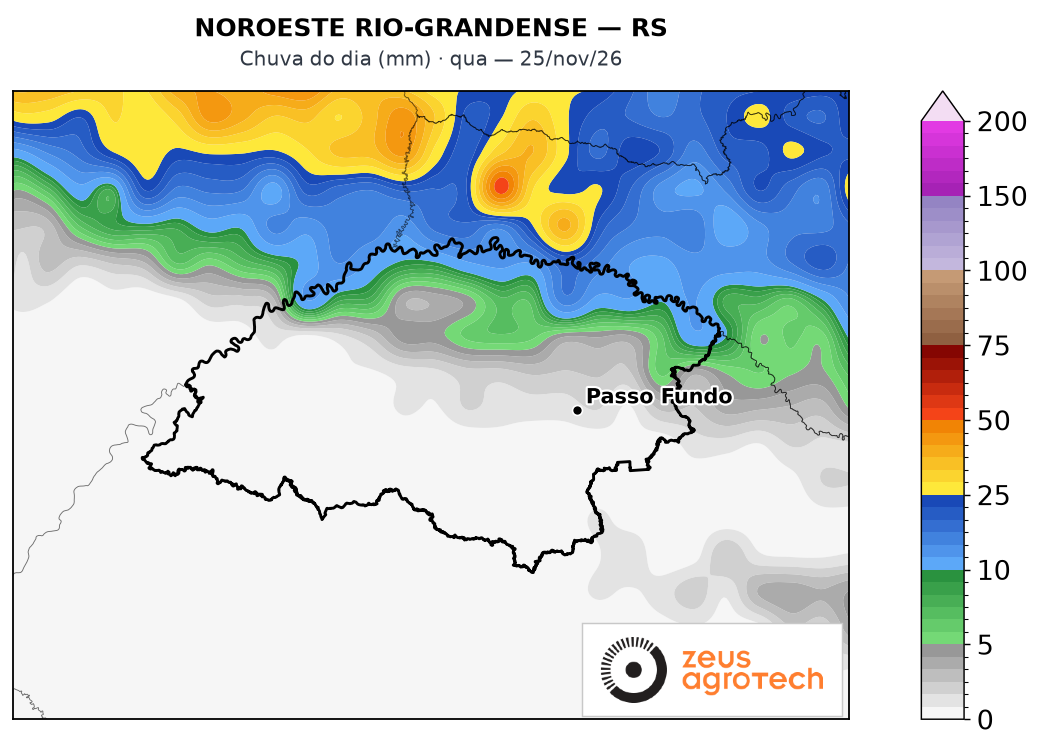 NOROESTE RIO-GRANDENSE — RS
Chuva do dia (mm) · qua — 25/nov/26
200
150
100
75
50
25
10
5
0
Passo Fundo
zeus
agrotech